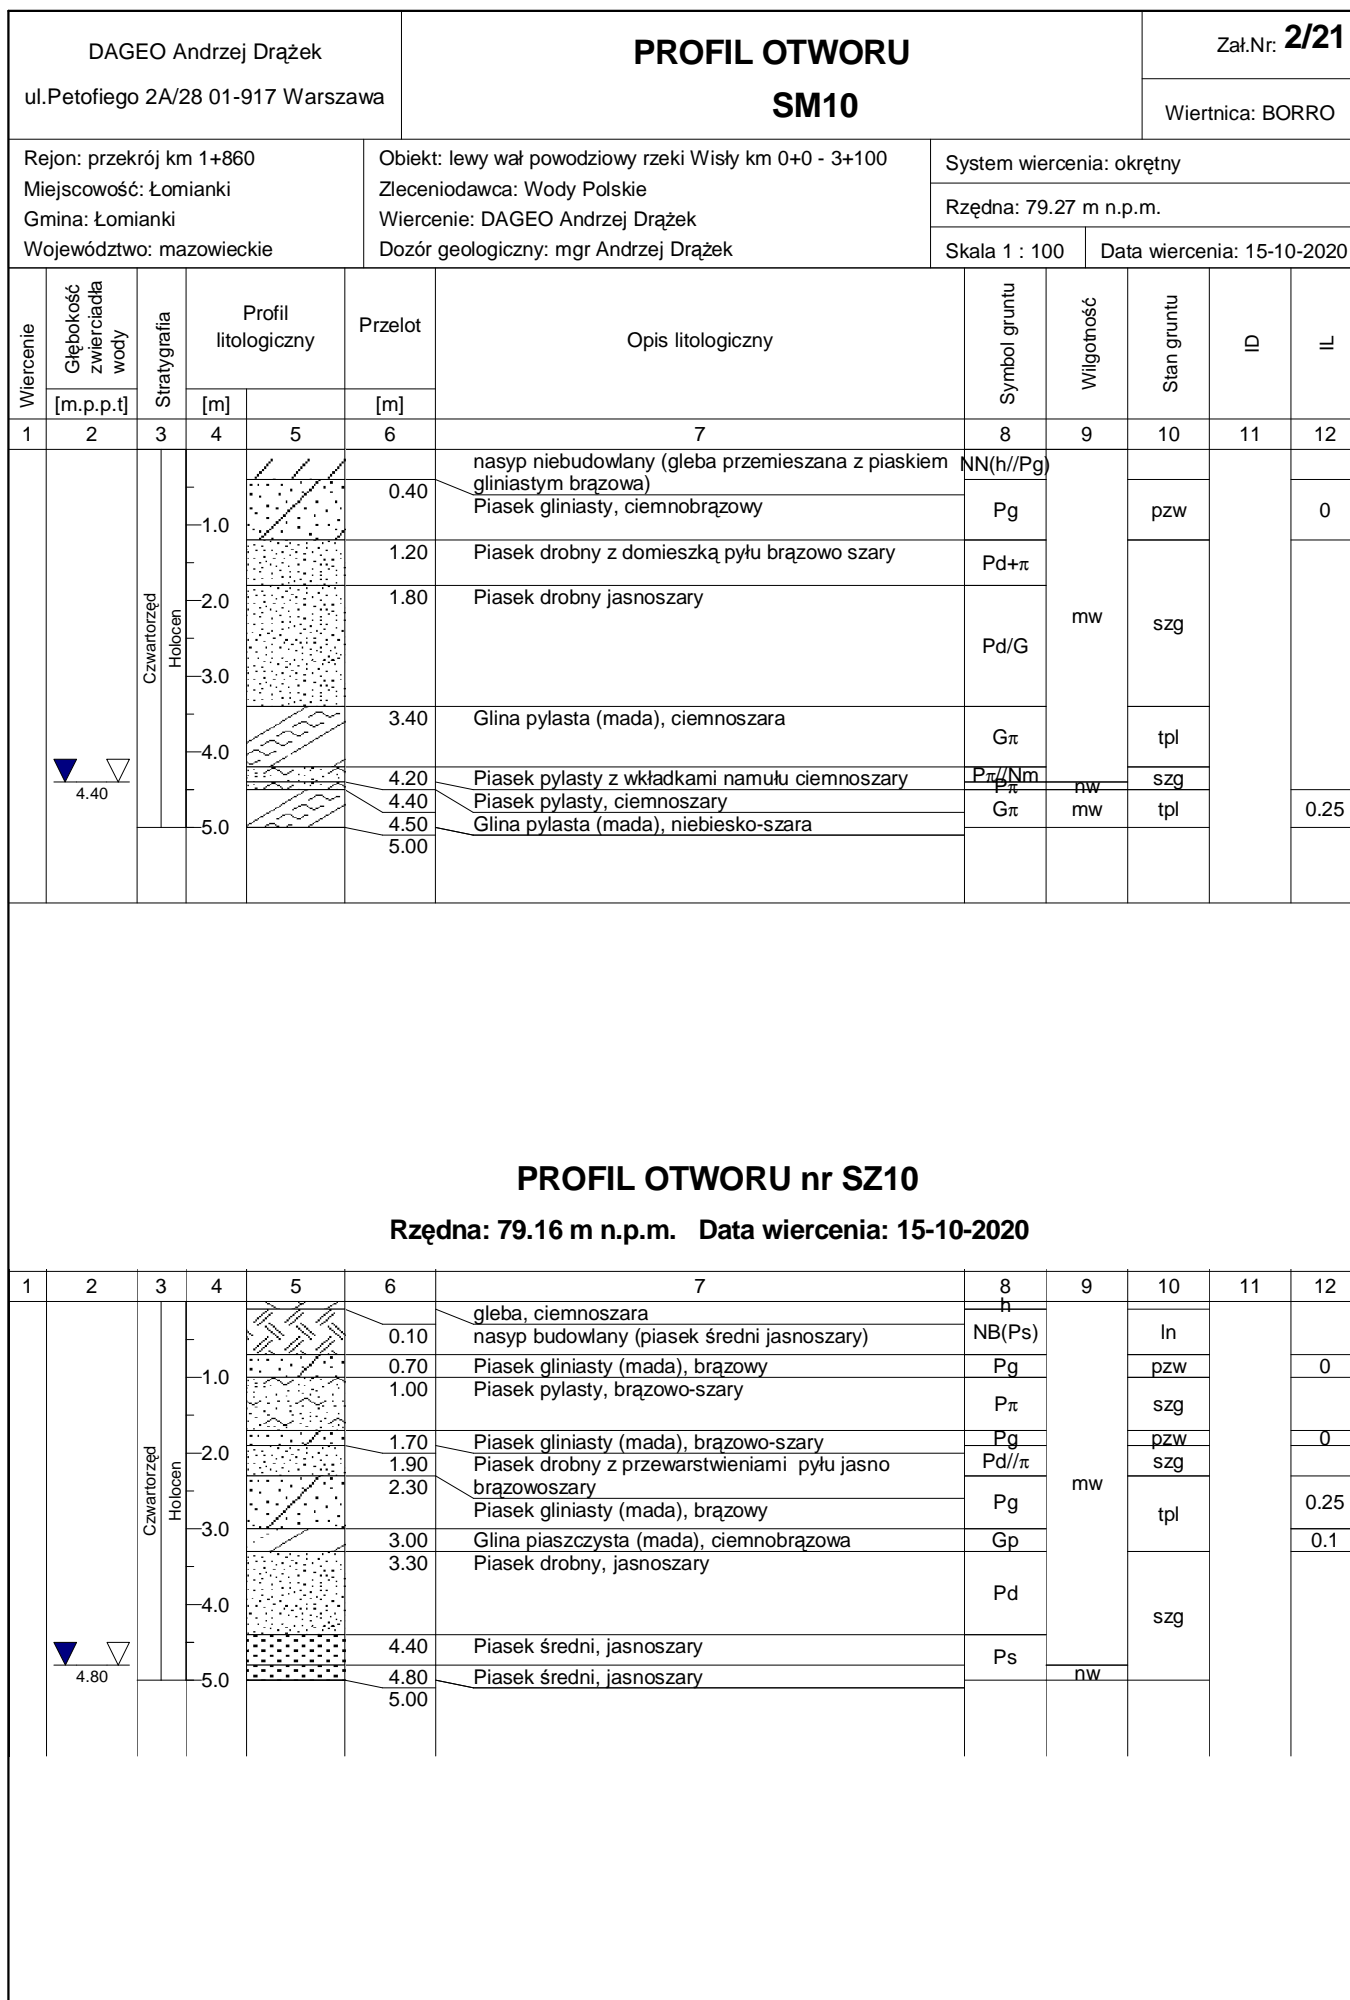 DAGEO Andrzej Drążek
ul.Petofiego 2A/28 01-917 Warszawa
PROFIL OTWORU
SM10
Zał.Nr: 2/21
Wiertnica: BORRO
Rejon: przekrój km 1+860
Miejscowość: Łomianki
Gmina: Łomianki
Województwo: mazowieckie
Obiekt: lewy wał powodziowy rzeki Wisły km 0+0 - 3+100
Zleceniodawca: Wody Polskie
Wiercenie: DAGEO Andrzej Drążek
Dozór geologiczny: mgr Andrzej Drążek
System wiercenia: okrętny
Rzędna: 79.27 m n.p.m.
Skala 1 : 100 Data wiercenia: 15-10-2020
Wiercenie
Głębokość zwierciadła wody
[m.p.p.t]
Stratygrafia
Profil litologiczny
[m]
Przelot
[m]
Opis litologiczny
Symbol gruntu
Wilgotność
Stan gruntu
ID
IL
1 2 3 4 5 6 7 8 9 10 11 12
nasyp niebudowlany (gleba przemieszana z piaskiem NN(h//Pg)
gliniastym brązowa)
0.40 Piasek gliniasty, ciemnobrązowy Pg pzw 0
1.0
1.20 Piasek drobny z domieszką pyłu brązowo szary Pd+π
1.80 Piasek drobny jasnoszary
2.0
Czwartorzęd
Holocen
mw szg
Pd/G
3.0
3.40 Glina pylasta (mada), ciemnoszara
Gπ tpl
4.0
4.20 Piasek pylasty z wkładkami namułu ciemnoszary Pπ//Nm szg
4.40
4.40 Piasek pylasty, ciemnoszary Pπ nw
4.50 Glina pylasta (mada), niebiesko-szara Gπ mw tpl 0.25
5.0
5.00
PROFIL OTWORU nr SZ10
Rzędna: 79.16 m n.p.m. Data wiercenia: 15-10-2020
1 2 3 4 5 6 7 8 9 10 11 12
gleba, ciemnoszara h
0.10 nasyp budowlany (piasek średni jasnoszary) NB(Ps) ln
0.70 Piasek gliniasty (mada), brązowy Pg pzw 0
1.0
1.00 Piasek pylasty, brązowo-szary
Pπ szg
1.70 Piasek gliniasty (mada), brązowo-szary Pg pzw 0
2.0
1.90 Piasek drobny z przewarstwieniami pyłu jasno Pd//π szg
brązowoszary
Czwartorzęd
Holocen
mw
2.30 Piasek gliniasty (mada), brązowy Pg tpl 0.25
3.0
3.00 Glina piaszczysta (mada), ciemnobrązowa Gp 0.1
3.30 Piasek drobny, jasnoszary
Pd
4.0
szg
4.40 Piasek średni, jasnoszary Ps
4.80
4.80 Piasek średni, jasnoszary nw
5.0
5.00